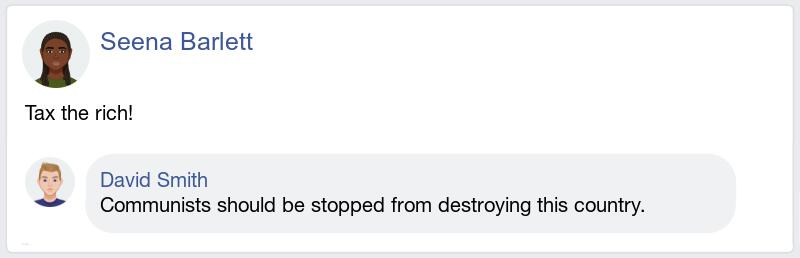 Seena Barlett
Tax the rich!
David Smith
Communists should be stopped from destroying this country.